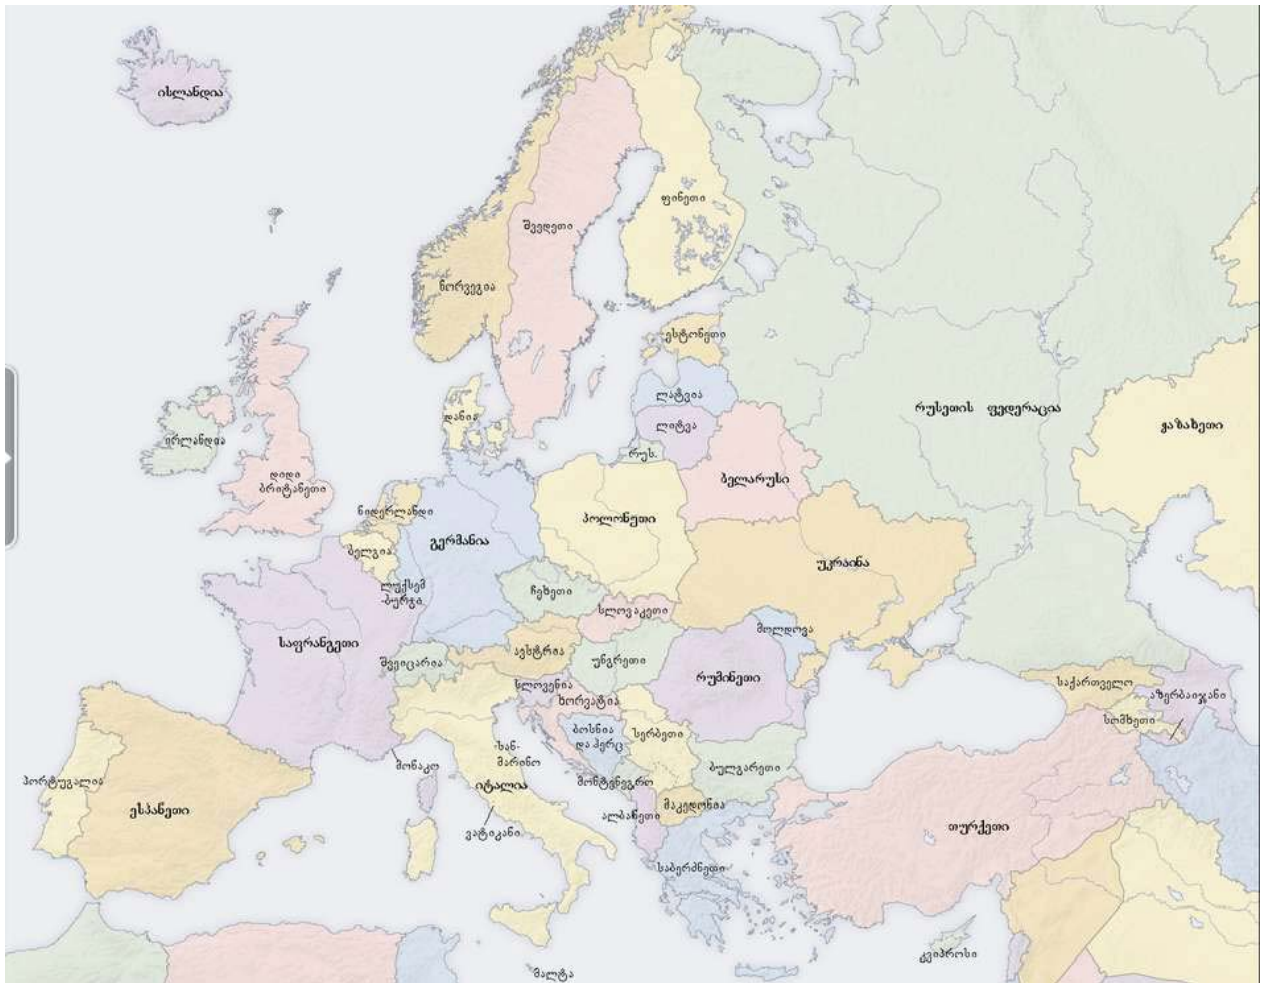 ისლანდია
ფინეთი
შვედეთი
ნორვეგია
ესტონეთი
ლატვია
რუსეთის ფედერაცია
დანია
ლიტვა
ყაზახეთი
ირლანდია
რუს.
დიდი
ბრიტანეთი
ბელარუსი
ნიდერლანდი
პოლონეთი
გერმანია
ბელგია
უკრაინა
ლუქსემ
-ბურგი
ჩეხეთი
სლოვაკეთი
მოლდოვა
საფრანგეთი
ავსტრია
შვეიცარია
უნგრეთი
რუმინეთი
საქართველო
სლოვენია
აზერბაიჯანი
ხორვატია
სომხეთი
ბოსნია
და ჰერც
სერბეთი
-სან-
მარინო
მონაკო
ბულგარეთი
პორტუგალია
მონტენეგრო
იტალია
მაკედონია
ესპანეთი
ალბანეთი
თურქეთი
ვატიკანი
საბერძნეთი
კვიპროსი
მალტა